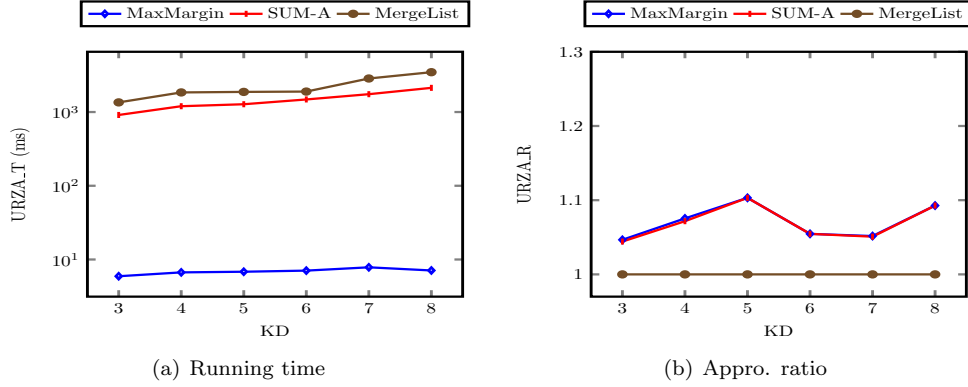 MaxMargin SUM-A MergeList
10^3
10^2
10^1
URZA_T (ms)
3 4 5 6 7 8
KD
(a) Running time
MaxMargin SUM-A MergeList
1.3
1.2
1.1
1
URZA_R
3 4 5 6 7 8
KD
(b) Appro. ratio